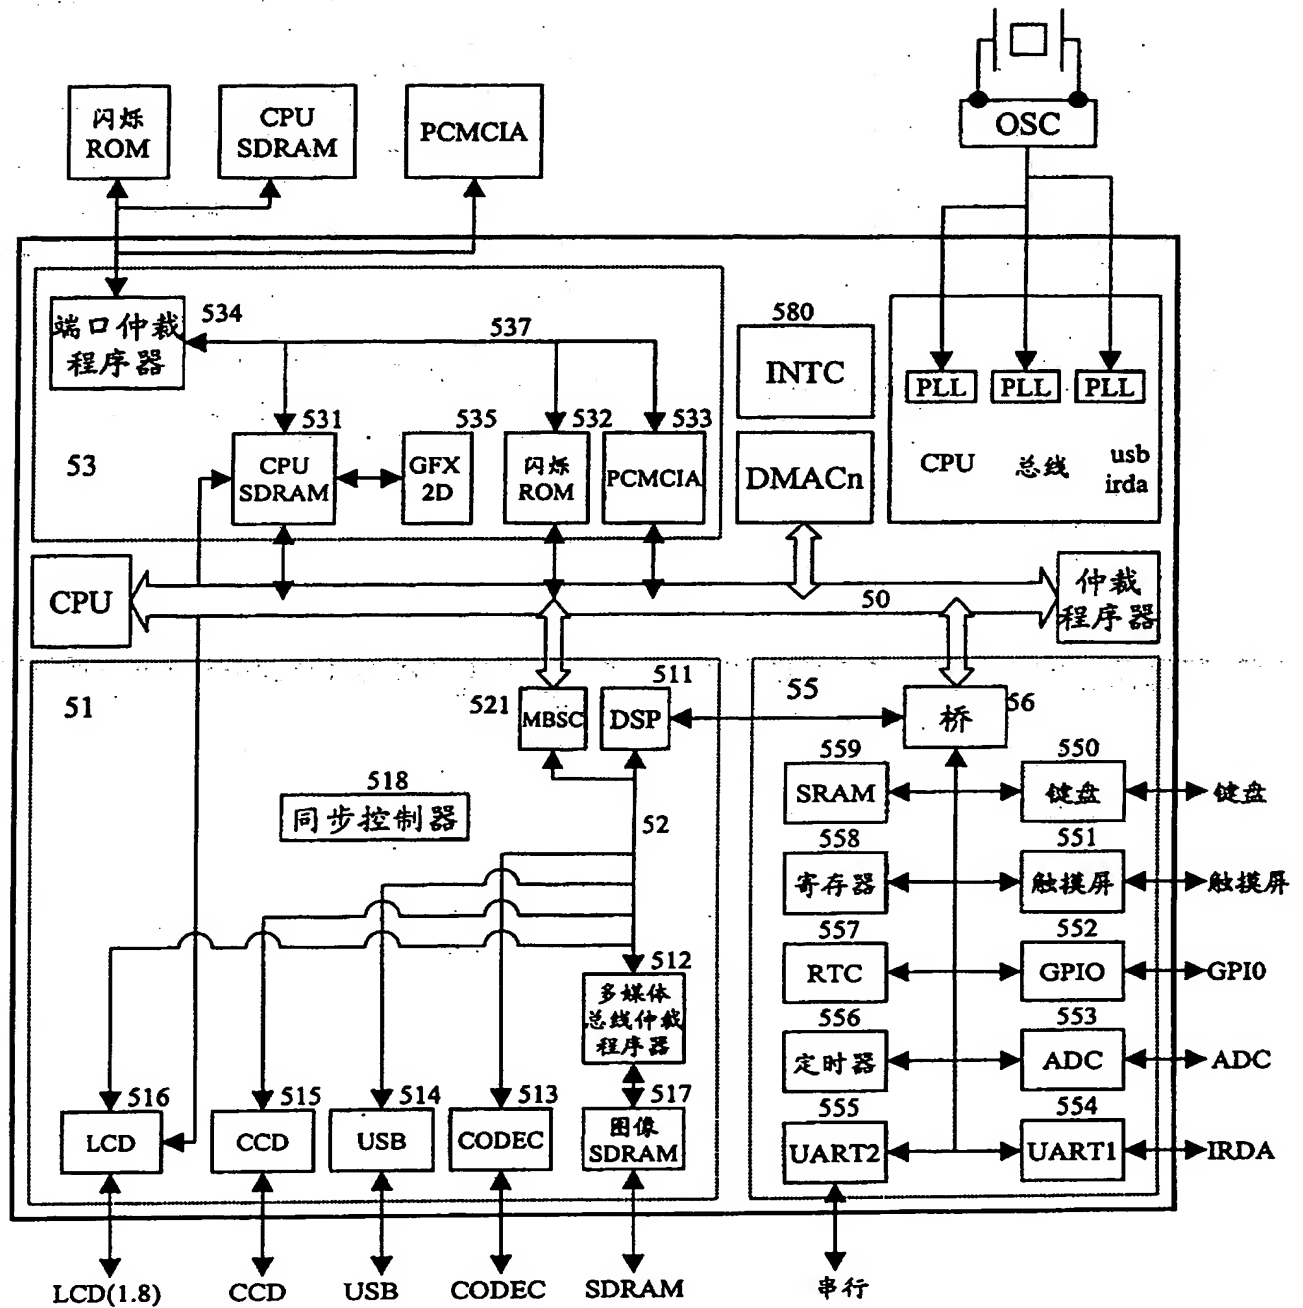 闪烁
ROM
CPU
SDRAM
PCMCIA
OSC
端口仲裁
程序器
534
537
580
INTC
PLL
PLL
PLL
CPU
总线
usb
irda
53
531
CPU
SDRAM
535
GFX
2D
532
闪烁
ROM
533
PCMCIA
DMACn
CPU
50
仲裁
程序器
51
521
MBSC
511
DSP
55
桥
56
518
同步控制器
52
559
SRAM
550
键盘
键盘
558
寄存器
551
触摸屏
触摸屏
557
RTC
552
GPIO
GPI0
512
多媒体
总线仲裁
程序器
556
定时器
553
ADC
ADC
516
LCD
515
CCD
514
USB
513
CODEC
517
图像
SDRAM
555
UART2
554
UART1
IRDA
LCD(1.8)
CCD
USB
CODEC
SDRAM
串行